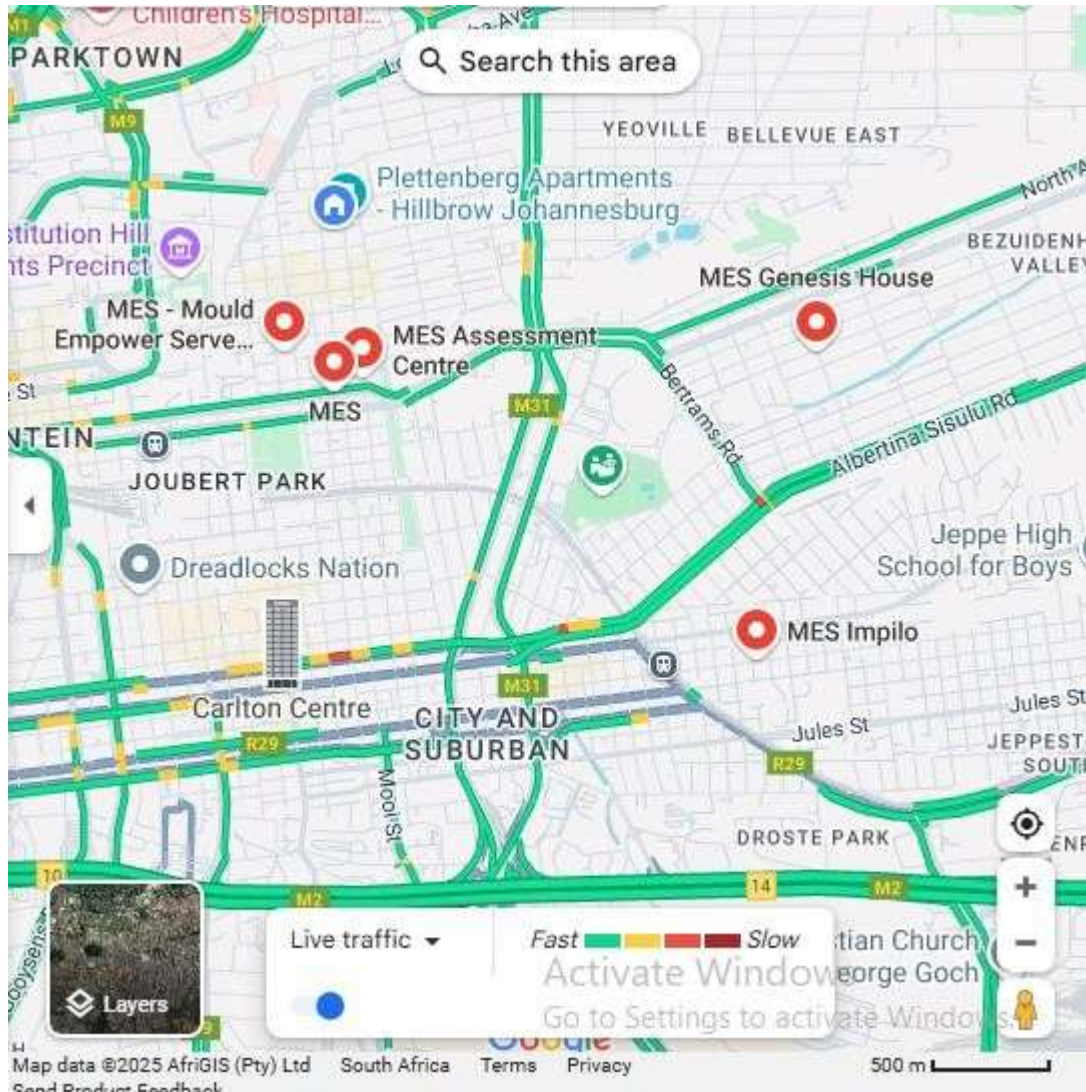 Children's Hospital...
M1
PARKTOWN
Search this area
M9
YEOVILLE
BELLEVUE EAST
Plettenberg Apartments
- Hillbrow Johannesburg
North A
stitution Hill
nts Precinct
BEZUIDENH
VALLEY
MES Genesis House
MES - Mould
Empower Serve...
MES Assessment
Centre
St
MES
M31
Bertrams Rd
Albertina Sisulu Rd
NTEIN
JOUBERT PARK
Jeppe High
School for Boys
Dreadlocks Nation
MES Impilo
M31
Carlton Centre
CITY AND
SUBURBAN
R29
Jules St
Jules St
JEPPEST
SOUT
R29
Mooi St
DROSTE PARK
10
M2
14
M2
Live traffic
Fast
Slow
stian Church
eorge Goch
Activate Window
Go to Settings to activate Windows.
Layers
ooysens
Google
Map data ©2025 AfriGIS (Pty) Ltd South Africa Terms Privacy 500 m
Send Product Feedback